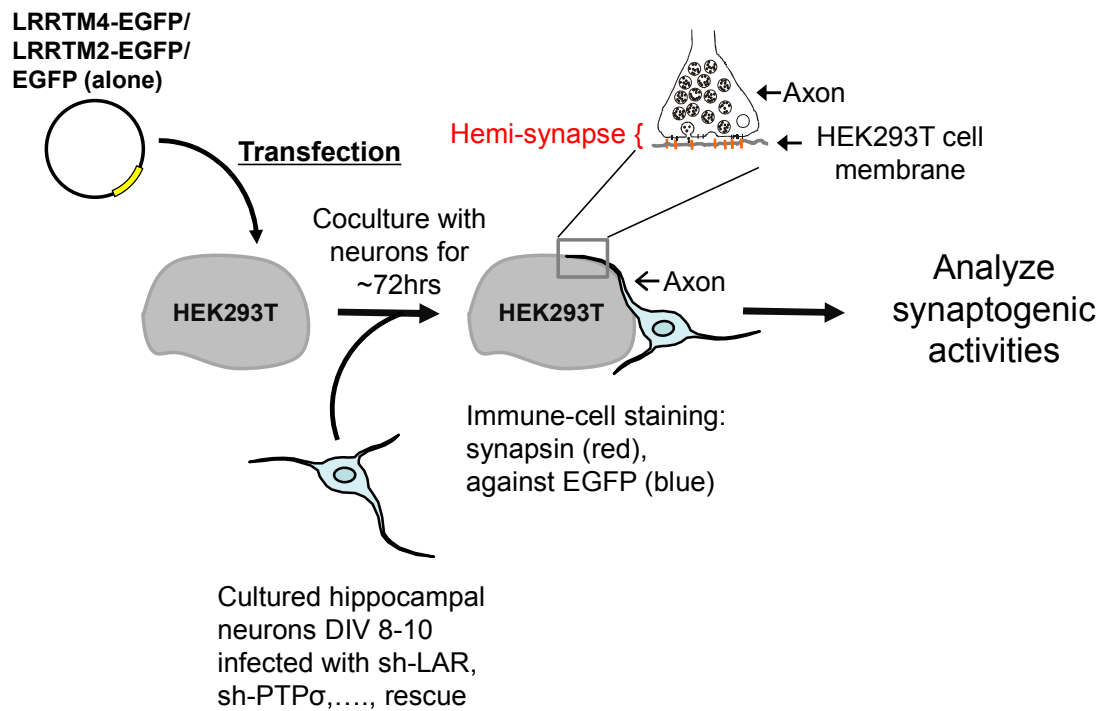 LRRTM4-EGFP/
LRRTM2-EGFP/
EGFP (alone)
Transfection
HEK293T
Coculture with
neurons for
~72hrs
Cultured hippocampal
neurons DIV 8-10
infected with sh-LAR,
sh-PTPσ,...., rescue
Hemi-synapse {
Axon
HEK293T cell
membrane
Axon
HEK293T
Immune-cell staining:
synapsin (red),
against EGFP (blue)
Analyze
synaptogenic
activities